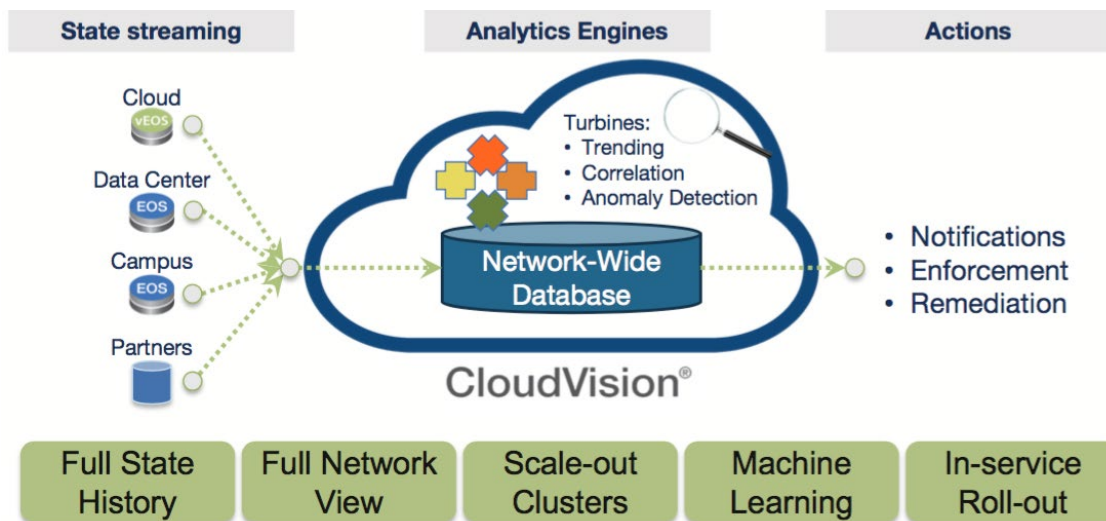 State streaming
Analytics Engines
Actions
Cloud
vEOS
Data Center
EOS
Campus
EOS
Partners
Turbines:
• Trending
• Correlation
• Anomaly Detection
Network-Wide
Database
CloudVision®
• Notifications
• Enforcement
• Remediation
Full State
History
Full Network
View
Scale-out
Clusters
Machine
Learning
In-service
Roll-out